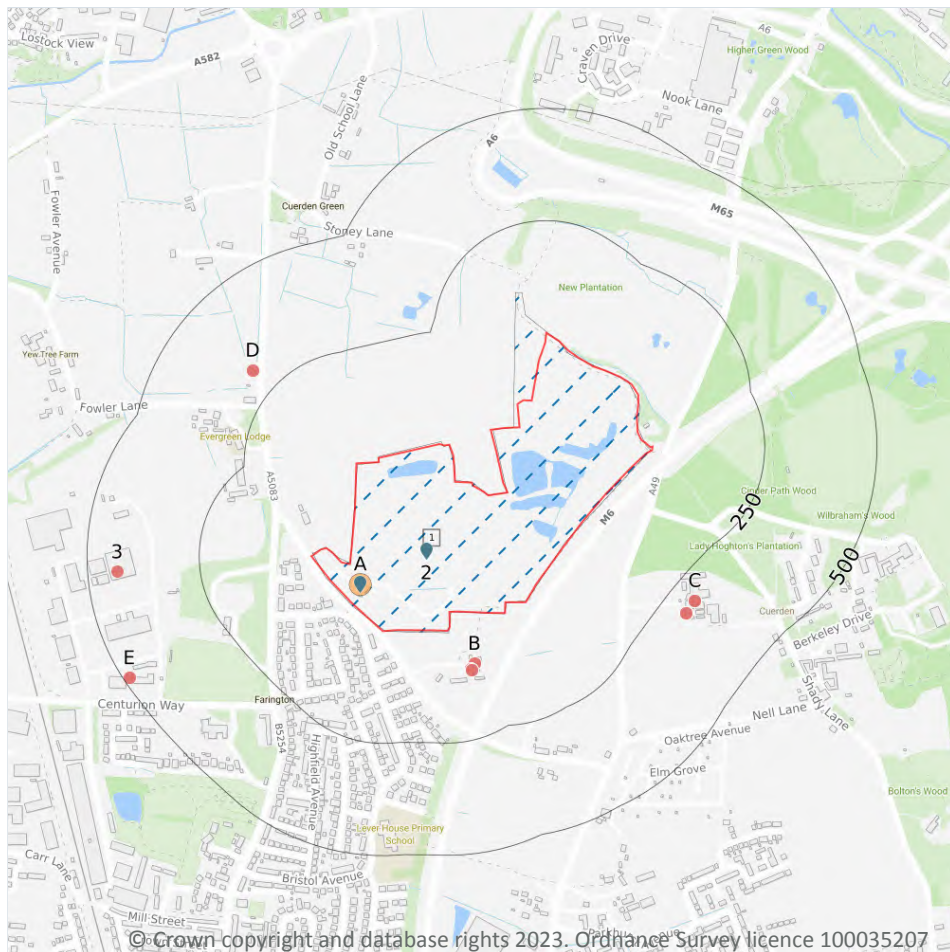 Lostock View
A582
Old School Lane
Craven Drive
A6
Higher Green Wood
Nook Lane
A6
Fowler Avenue
Cuerden Green
Stoney Lane
M65
New Plantation
Yew Tree Farm
D
Fowler Lane
Evergreen Lodge
A5083
A49
M6
Cinder Path Wood
250
Wilbraham's Wood
Lady Hoghton's Plantation
500
3
1
A
2
C
Cuerden
Berkeley Drive
B
E
Centurion Way
Farington
B5254
Highfield Avenue
Shady Lane
Nell Lane
Oaktree Avenue
Elm Grove
Bolton's Wood
Lever House Primary
School
Carr Lane
Bristol Avenue
Mill-Street
© Crown copyright and database rights 2023. Ordnance Survey licence 100035207